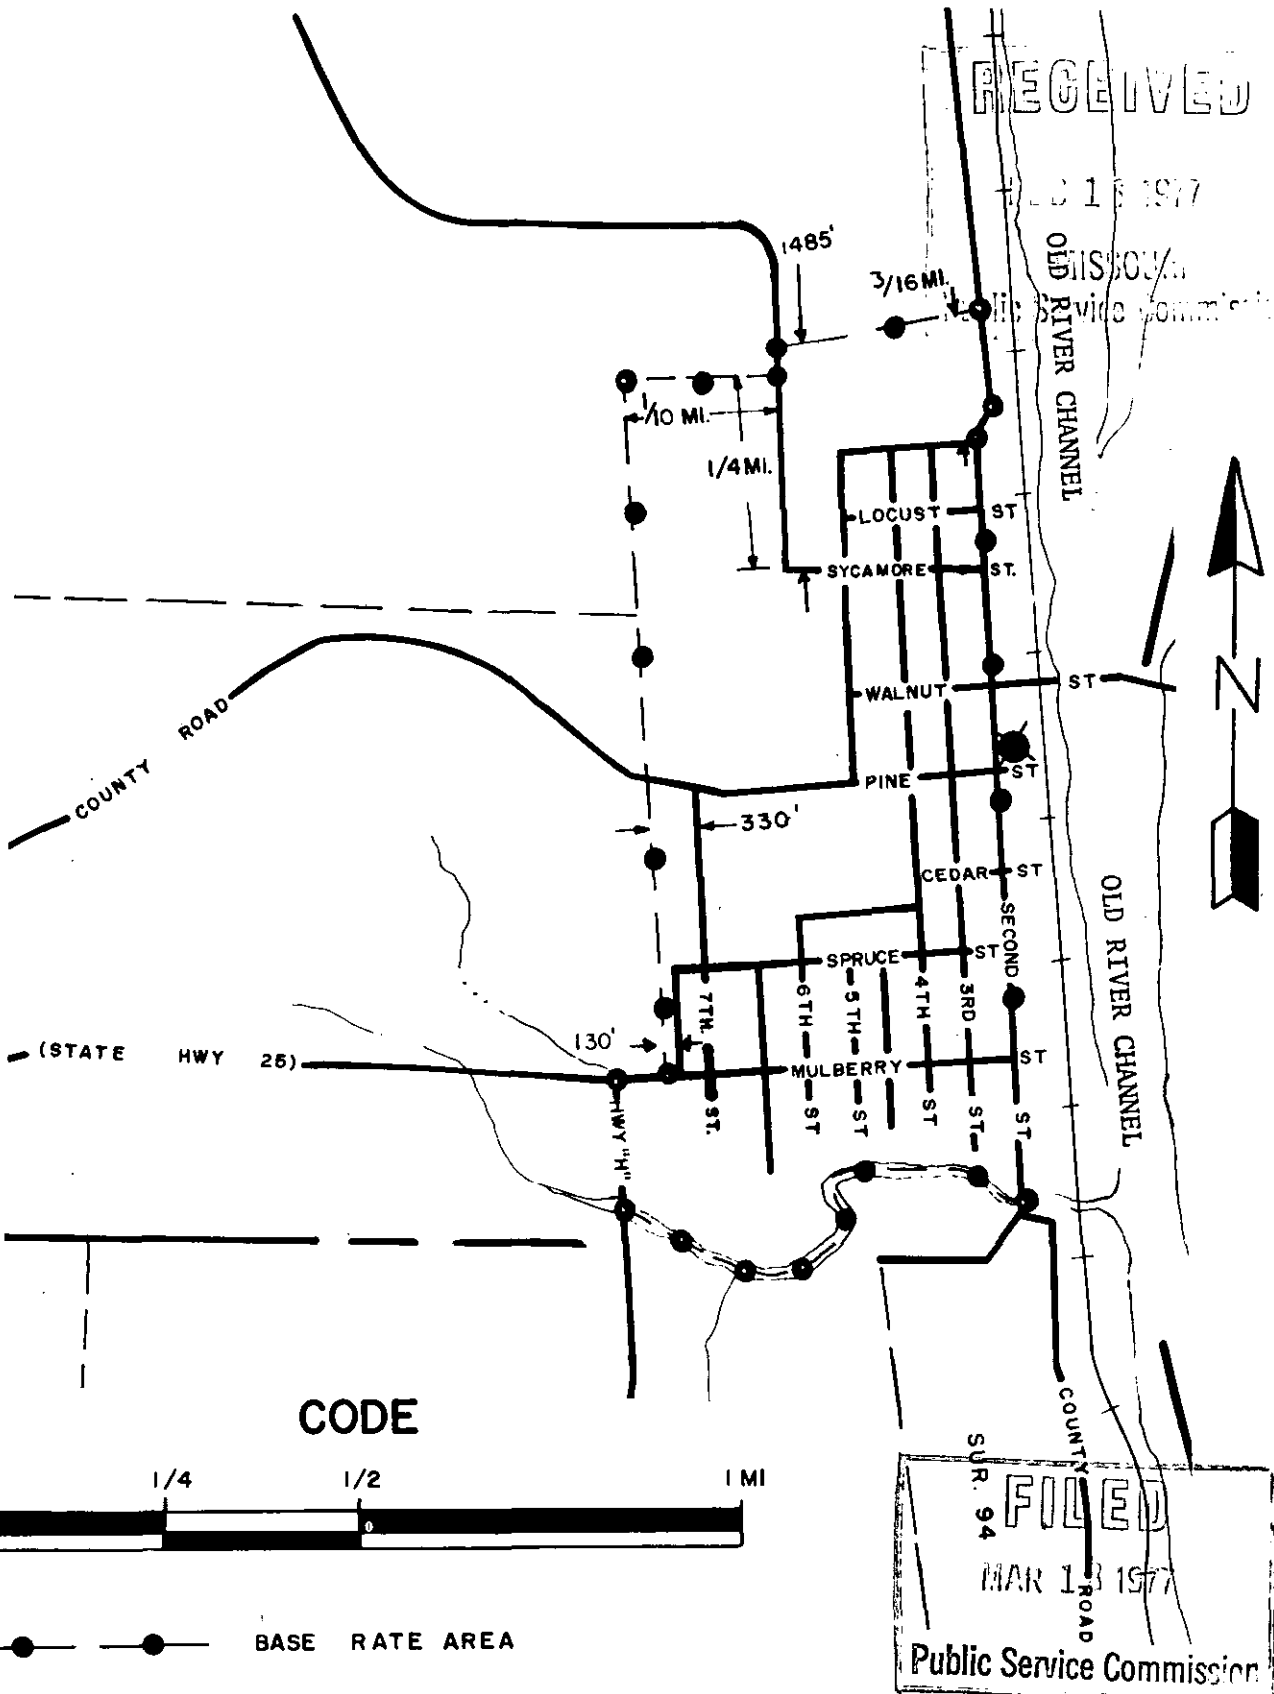 RECEIVED
1977
MISSOURI
Public Service Commis
1485'
3/16 MI.
OLD RIVER CHANNEL
1/10 MI.
1/4 MI.
LOCUST ST
SYCAMORE ST.
WALNUT ST
N
COUNTY ROAD
PINE ST
330'
CEDAR ST
SECOND ST
OLD RIVER CHANNEL
SPRUCE ST
7TH. ST.
6TH ST
5TH ST
4TH ST
3RD ST
130'
(STATE HWY 25)
MULBERRY ST
HWY "H"
COUNTY ROAD
SUR. 94
CODE
1/4 1/2 1 MI
0
BASE RATE AREA
FILED
MAR 13 1977
Public Service Commission